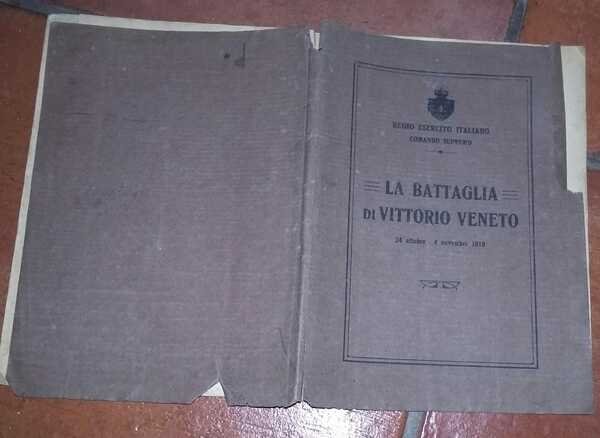 REGIO ESERCITO ITALIANO
COMANDO SUPREMO
LA BATTAGLIA
DI VITTORIO VENETO
24 ottobre - 4 novembre 1918